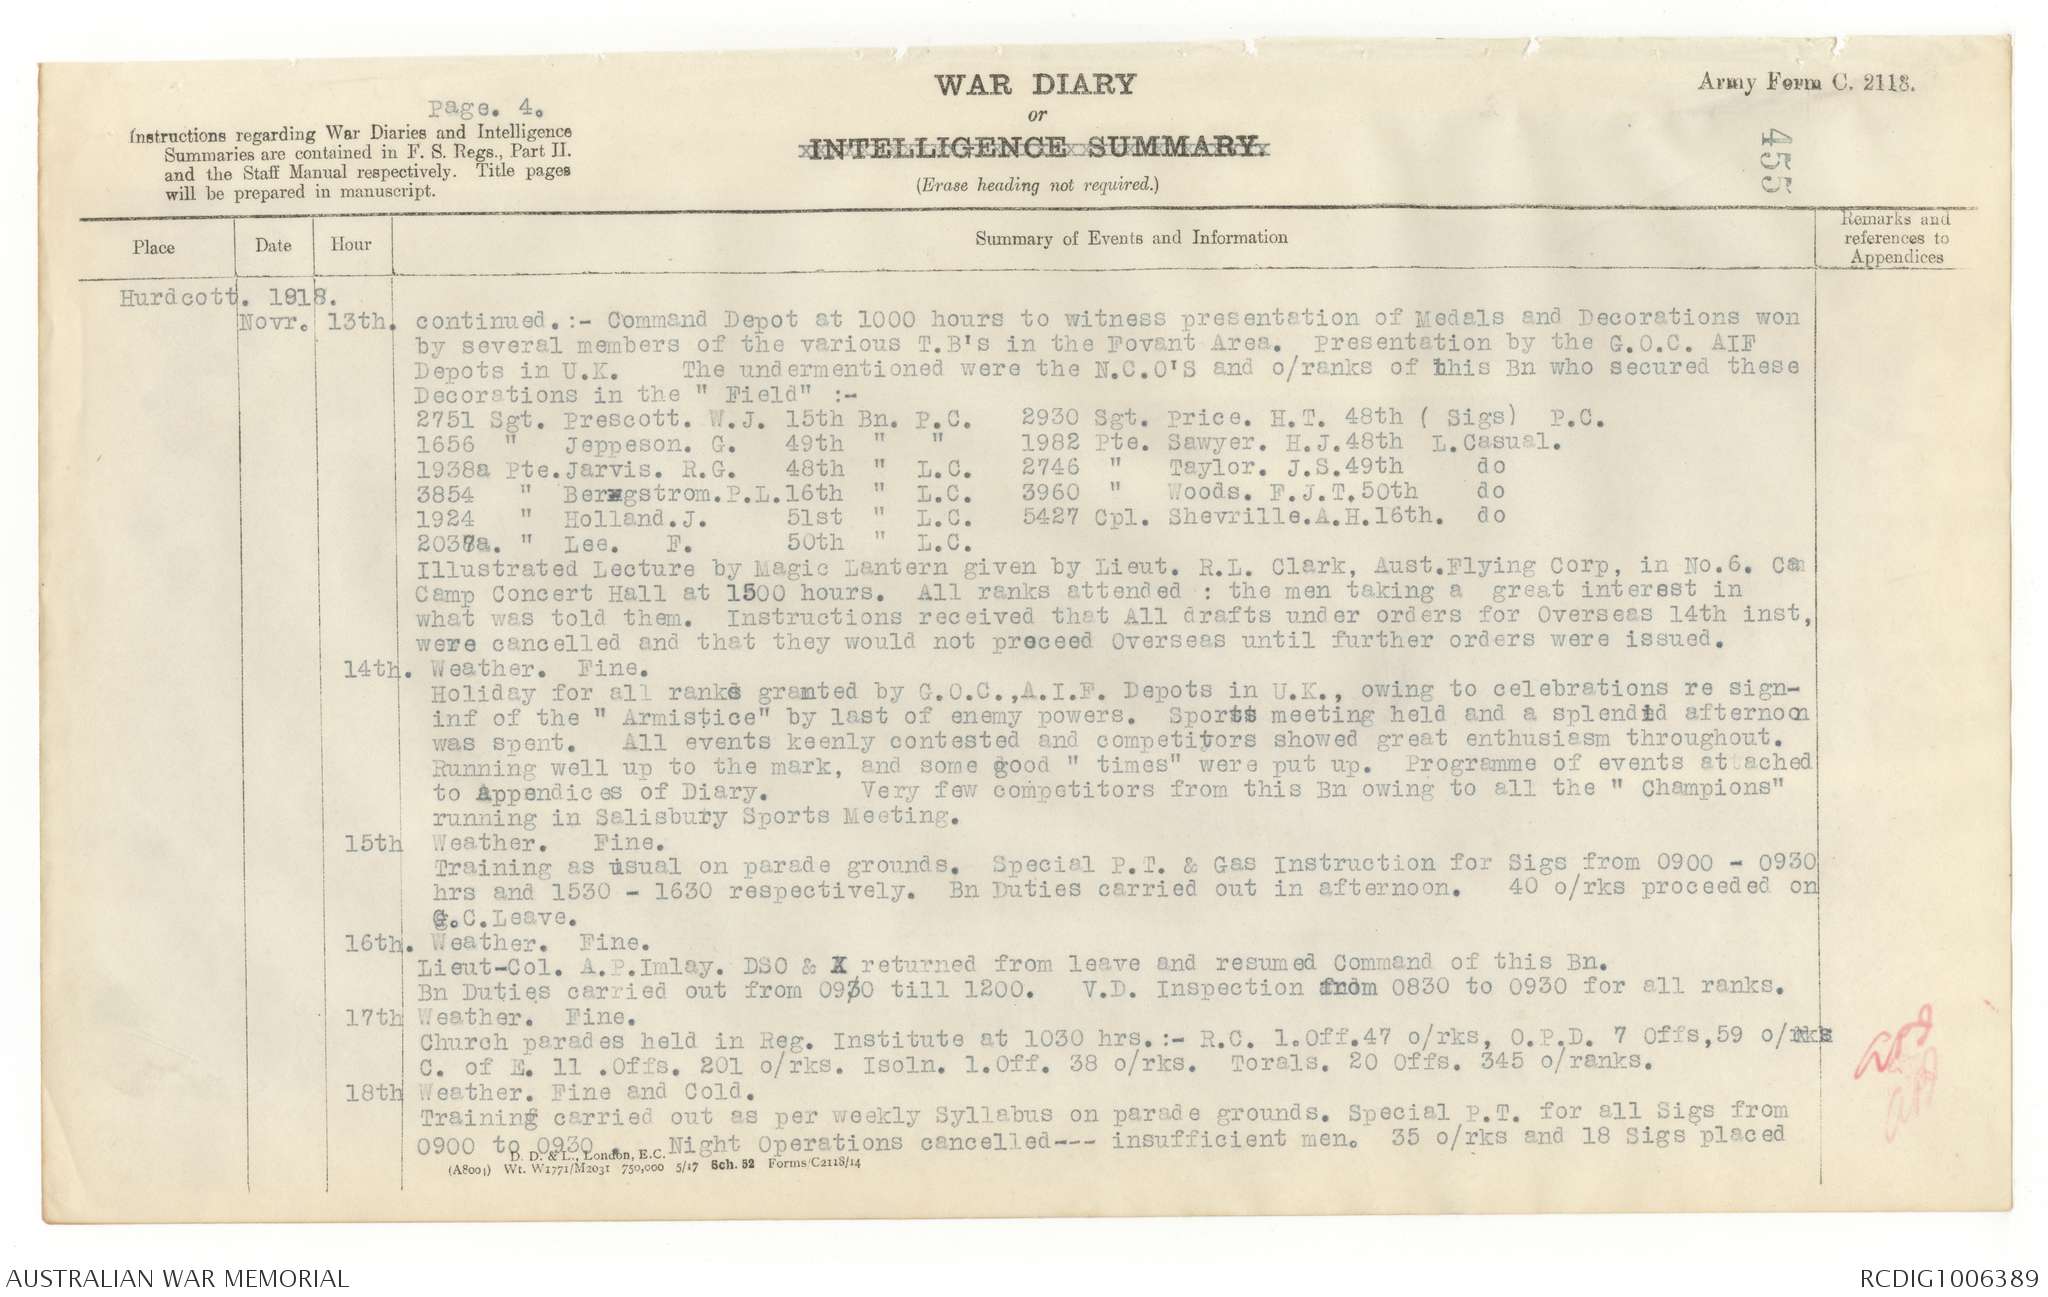 WAR DIARY
or
INTELLIGENCE SUMMARY.
(Erase heading not required.)
Army Form C. 2118.
455
Page. 4.
Instructions regarding War Diaries and Intelligence
Summaries are contained in F. S. Regs., Part II.
and the Staff Manual respectively. Title pages
will be prepared in manuscript.
Place Date Hour Summary of Events and Information Remarks and references to Appendices
Hurdcott. 1918.
Novr. 13th. continued.:- Command Depot at 1000 hours to witness presentation of Medals and Decorations won
by several members of the various T.B's in the Fovant Area. Presentation by the G.O.C. AIF
Depots in U.K. The undermentioned were the N.C.O'S and o/ranks of this Bn who secured these
Decorations in the " Field" :-
2751 Sgt. Prescott. W.J. 15th Bn. P.C. 2930 Sgt. Price. H.T. 48th ( Sigs) P.C.
1656 " Jeppeson. G. 49th " " 1982 Pte. Sawyer. H.J.48th L.Casual.
1938a Pte.Jarvis. R.G. 48th " L.C. 2746 " Taylor. J.S.49th do
3854 " Bergstrom.P.L.16th " L.C. 3960 " Woods. F.J.T.50th do
1924 " Holland.J. 51st " L.C. 5427 Cpl. Shevrille.A.H.16th. do
2037a. " Lee. F. 50th " L.C.
Illustrated Lecture by Magic Lantern given by Lieut. R.L. Clark, Aust.Flying Corp, in No.6. Cam
Camp Concert Hall at 1500 hours. All ranks attended : the men taking a great interest in
what was told them. Instructions received that All drafts under orders for Overseas 14th inst,
were cancelled and that they would not proceed Overseas until further orders were issued.
14th. Weather. Fine.
Holiday for all ranks granted by G.O.C.,A.I.F. Depots in U.K., owing to celebrations re sign-
inf of the " Armistice" by last of enemy powers. Sports meeting held and a splendid afternoon
was spent. All events keenly contested and competitors showed great enthusiasm throughout.
Running well up to the mark, and some good " times" were put up. Programme of events attached
to Appendices of Diary. Very few competitors from this Bn owing to all the " Champions"
running in Salisbury Sports Meeting.
15th Weather. Fine.
Training as usual on parade grounds. Special P.T. & Gas Instruction for Sigs from 0900 - 0930
hrs and 1530 - 1630 respectively. Bn Duties carried out in afternoon. 40 o/rks proceeded on
G.C.Leave.
16th. Weather. Fine.
Lieut-Col. A.P.Imlay. DSO & X returned from leave and resumed Command of this Bn.
Bn Duties carried out from 0930 till 1200. V.D. Inspection from 0830 to 0930 for all ranks.
17th Weather. Fine.
Church parades held in Reg. Institute at 1030 hrs.:- R.C. 1.Off.47 o/rks, O.P.D. 7 Offs,59 o/rks
C. of E. 11 .Offs. 201 o/rks. Isoln. 1.Off. 38 o/rks. Torals. 20 Offs. 345 o/ranks.
18th Weather. Fine and Cold.
Training carried out as per weekly Syllabus on parade grounds. Special P.T. for all Sigs from
0900 to 0930 . Night Operations cancelled--- insufficient men. 35 o/rks and 18 Sigs placed
D. D. & L., London, E.C.
(A8004) Wt. W1771/M2031 750,000 5/17 Sch. 52 Forms/C2118/14
AUSTRALIAN WAR MEMORIAL
RCDIG1006389